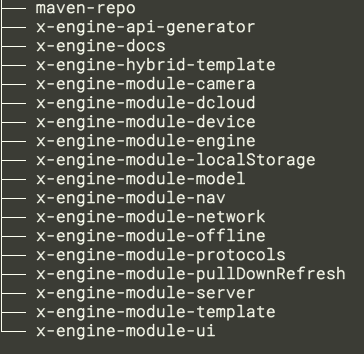 maven-repo
x-engine-api-generator
x-engine-docs
x-engine-hybrid-template
x-engine-module-camera
x-engine-module-dcloud
x-engine-module-device
x-engine-module-engine
x-engine-module-localStorage
x-engine-module-model
x-engine-module-nav
x-engine-module-network
x-engine-module-offline
x-engine-module-protocols
x-engine-module-pullDownRefresh
x-engine-module-server
x-engine-module-template
x-engine-module-ui